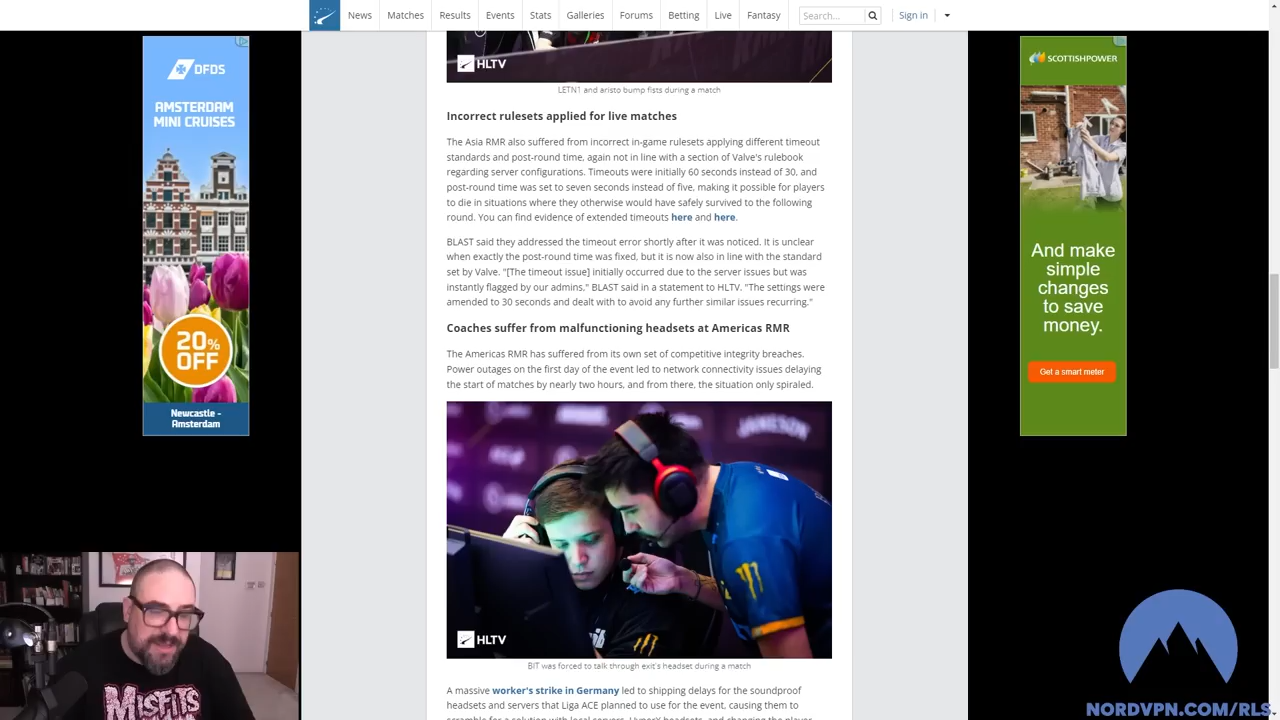 News Matches Results Events Stats Galleries Forums Betting Live Fantasy Search... Sign in
DFDS
AMSTERDAM
MINI CRUISES
20%
OFF
Newcastle -
Amsterdam
HLTV
LETN1 and aristo bump fists during a match
Incorrect rulesets applied for live matches
The Asia RMR also suffered from incorrect in-game rulesets applying different timeout
standards and post-round time, again not in line with a section of Valve's rulebook
regarding server configurations. Timeouts were initially 60 seconds instead of 30, and
post-round time was set to seven seconds instead of five, making it possible for players
to die in situations where they otherwise would have safely survived to the following
round. You can find evidence of extended timeouts here and here.
BLAST said they addressed the timeout error shortly after it was noticed. It is unclear
when exactly the post-round time was fixed, but it is now also in line with the standard
set by Valve. "[The timeout issue] initially occurred due to the server issues but was
instantly flagged by our admins," BLAST said in a statement to HLTV. "The settings were
amended to 30 seconds and dealt with to avoid any further similar issues recurring."
Coaches suffer from malfunctioning headsets at Americas RMR
The Americas RMR has suffered from its own set of competitive integrity breaches.
Power outages on the first day of the event led to network connectivity issues delaying
the start of matches by nearly two hours, and from there, the situation only spiraled.
JAMESON
HLTV
BIT was forced to talk through exit's headset during a match
A massive worker's strike in Germany led to shipping delays for the soundproof
headsets and servers that Liga ACE planned to use for the event, causing them to
scramble for a solution with local servers, HyperX headsets, and changing the player
SCOTTISHPOWER
And make
simple
changes
to save
money.
Get a smart meter
MISFITS
NORDVPN.COM/RLS